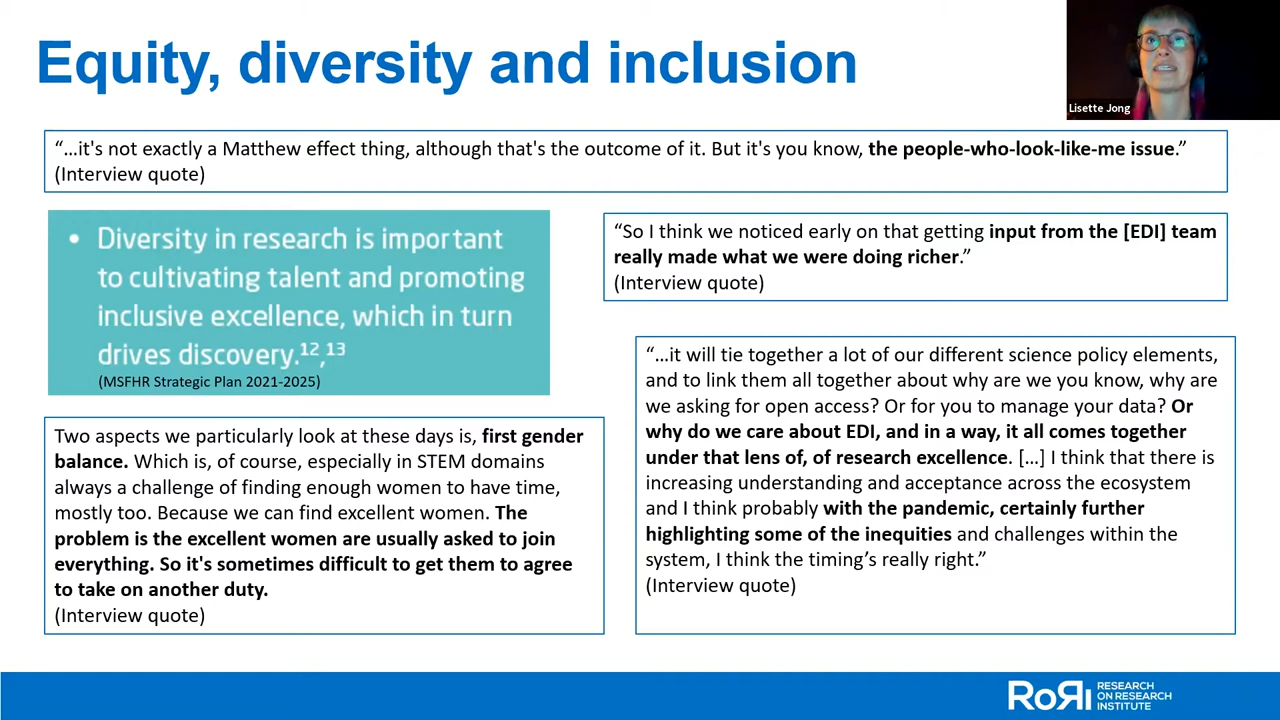 Equity, diversity and inclusion
Lisette Jong
“…it's not exactly a Matthew effect thing, although that's the outcome of it. But it's you know, the people-who-look-like-me issue.”
(Interview quote)
• Diversity in research is important
to cultivating talent and promoting
inclusive excellence, which in turn
drives discovery.¹²,¹³
(MSFHR Strategic Plan 2021-2025)
“So I think we noticed early on that getting input from the [EDI] team
really made what we were doing richer.”
(Interview quote)
Two aspects we particularly look at these days is, first gender
balance. Which is, of course, especially in STEM domains
always a challenge of finding enough women to have time,
mostly too. Because we can find excellent women. The
problem is the excellent women are usually asked to join
everything. So it's sometimes difficult to get them to agree
to take on another duty.
(Interview quote)
“…it will tie together a lot of our different science policy elements,
and to link them all together about why are we you know, why are
we asking for open access? Or for you to manage your data? Or
why do we care about EDI, and in a way, it all comes together
under that lens of, of research excellence. […] I think that there is
increasing understanding and acceptance across the ecosystem
and I think probably with the pandemic, certainly further
highlighting some of the inequities and challenges within the
system, I think the timing’s really right.”
(Interview quote)
RoRI
RESEARCH
ON RESEARCH
INSTITUTE